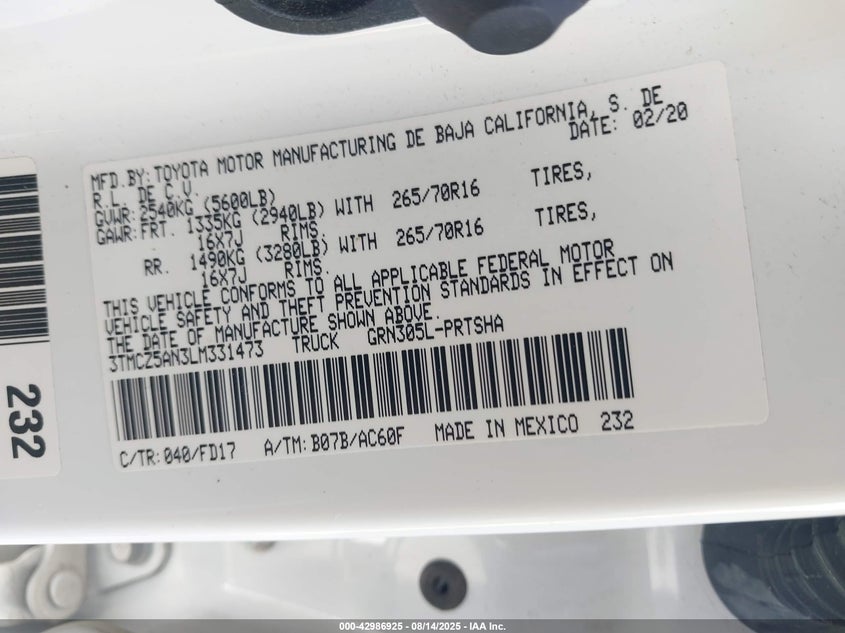 MFD.BY:TOYOTA MOTOR MANUFACTURING DE BAJA CALIFORNIA, S. DE
R.L. DE C.V. DATE: 02/20
GVWR:2540KG (5600LB)
GAWR:FRT. 1335KG (2940LB) WITH 265/70R16 TIRES,
16X7J RIMS.
RR. 1490KG (3280LB) WITH 265/70R16 TIRES,
16X7J RIMS.
THIS VEHICLE CONFORMS TO ALL APPLICABLE FEDERAL MOTOR
VEHICLE SAFETY AND THEFT PREVENTION STANDARDS IN EFFECT ON
THE DATE OF MANUFACTURE SHOWN ABOVE.
3TMCZ5AN3LM331473 TRUCK GRN305L-PRTSHA
C/TR:040/FD17 A/TM:B07B/AC60F MADE IN MEXICO 232
232
000-42986925 - 08/14/2025 - IAA Inc.